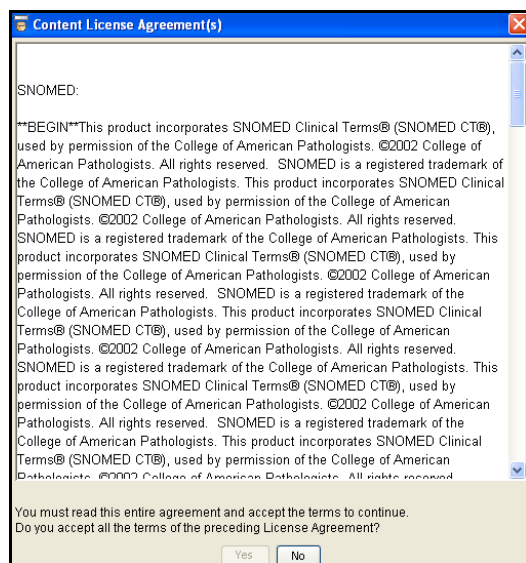 Content License Agreement(s)
SNOMED:
**BEGIN**This product incorporates SNOMED Clinical Terms® (SNOMED CT®),
used by permission of the College of American Pathologists. ©2002 College of
American Pathologists. All rights reserved.  SNOMED is a registered trademark of
the College of American Pathologists. This product incorporates SNOMED Clinical
Terms® (SNOMED CT®), used by permission of the College of American
Pathologists. ©2002 College of American Pathologists. All rights reserved.
SNOMED is a registered trademark of the College of American Pathologists. This
product incorporates SNOMED Clinical Terms® (SNOMED CT®), used by
permission of the College of American Pathologists. ©2002 College of American
Pathologists. All rights reserved.  SNOMED is a registered trademark of the
College of American Pathologists. This product incorporates SNOMED Clinical
Terms® (SNOMED CT®), used by permission of the College of American
Pathologists. ©2002 College of American Pathologists. All rights reserved.
SNOMED is a registered trademark of the College of American Pathologists. This
product incorporates SNOMED Clinical Terms® (SNOMED CT®), used by
permission of the College of American Pathologists. ©2002 College of American
Pathologists. All rights reserved.  SNOMED is a registered trademark of the
College of American Pathologists. This product incorporates SNOMED Clinical
Terms® (SNOMED CT®), used by permission of the College of American
Pathologists. ©2002 College of American Pathologists. All rights reserved.
You must read this entire agreement and accept the terms to continue.
Do you accept all the terms of the preceding License Agreement?
Yes No